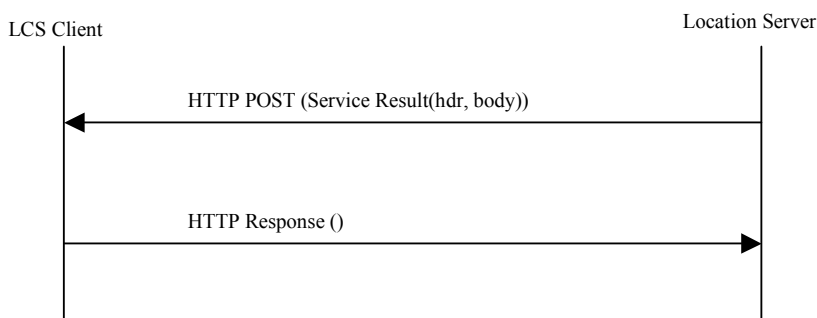 LCS Client
Location Server
HTTP POST (Service Result(hdr, body))
HTTP Response ()